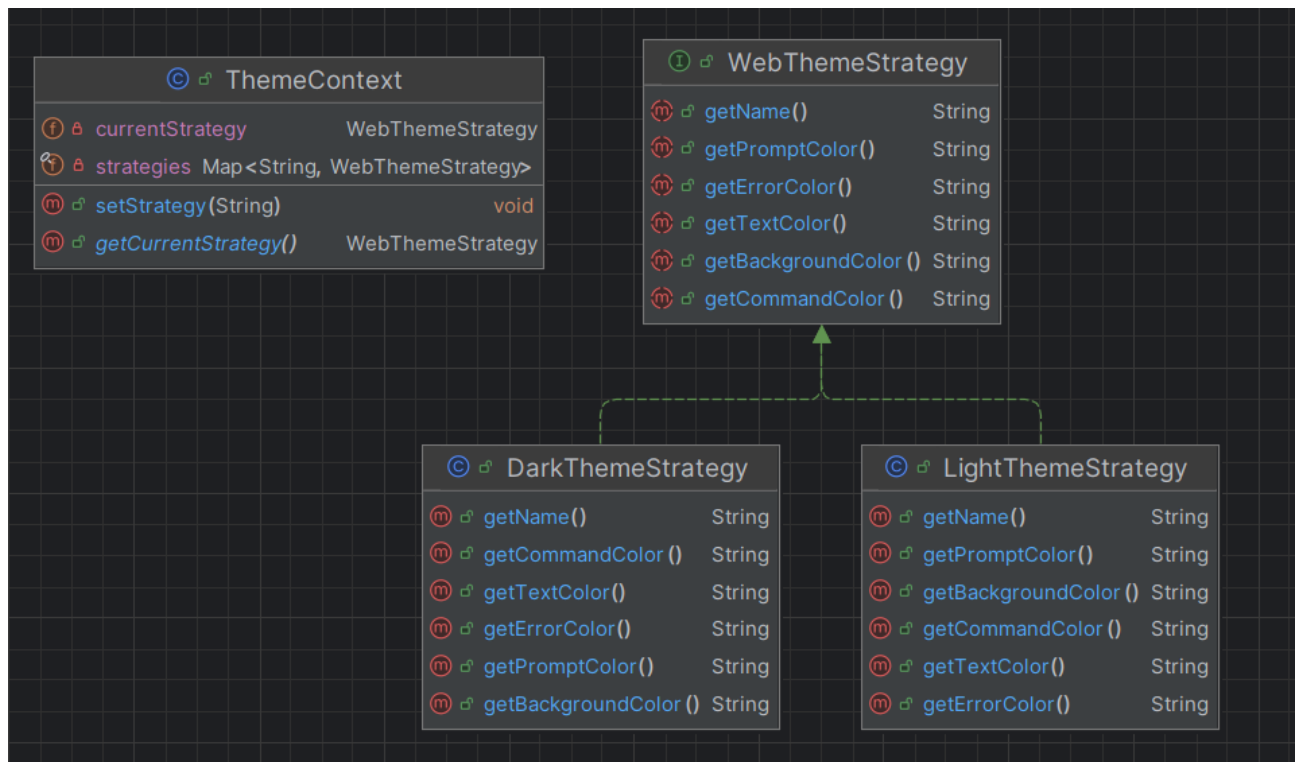 ThemeContext
currentStrategy WebThemeStrategy
strategies Map<String, WebThemeStrategy>
setStrategy(String) void
getCurrentStrategy() WebThemeStrategy
WebThemeStrategy
getName() String
getPromptColor() String
getErrorColor() String
getTextColor() String
getBackgroundColor() String
getCommandColor() String
DarkThemeStrategy
getName() String
getCommandColor() String
getTextColor() String
getErrorColor() String
getPromptColor() String
getBackgroundColor() String
LightThemeStrategy
getName() String
getPromptColor() String
getBackgroundColor() String
getCommandColor() String
getTextColor() String
getErrorColor() String